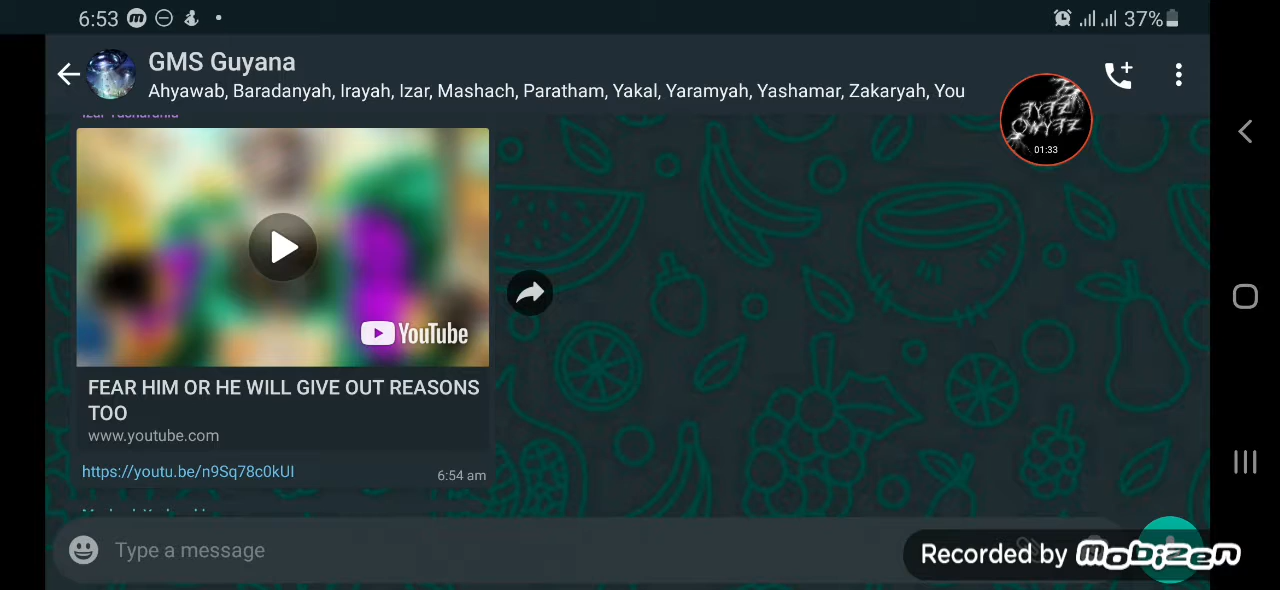 6:53
37%
GMS Guyana
Ahyawab, Baradanyah, Irayah, Izar, Mashach, Paratham, Yakal, Yaramyah, Yashamar, Zakaryah, You
01:33
YouTube
FEAR HIM OR HE WILL GIVE OUT REASONS
TOO
www.youtube.com
https://youtu.be/n9Sq78c0kUI
6:54 am
Type a message
Recorded by mobizen